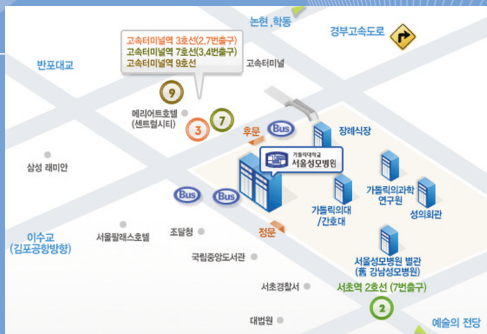 논현,학동
경부고속도로
고속터미널역 3호선(2,7번출구)
고속터미널역 7호선(3,4번출구)
고속터미널역 9호선
고속터미널
반포대교
9
메리어트호텔
(센트럴시티)
3
7
후문
Bus
장례식장
가톨릭대학교
서울성모병원
삼성 래미안
가톨릭의과학
연구원
성의회관
Bus
Bus
가톨릭의대
/간호대
이수교
(김포공항방향)
서울팔래스호텔
조달청
정문
국립중앙도서관
서울성모병원 별관
(舊 강남성모병원)
서초경찰서
서초역 2호선 (7번출구)
2
대법원
예술의 전당